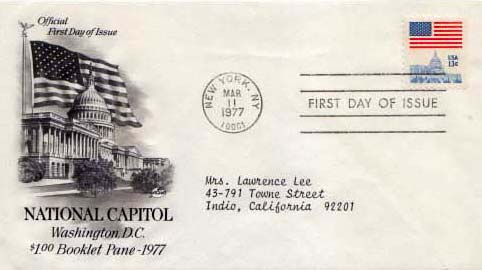 Official
First Day of Issue
USA
13c
NEW YORK, NY
MAR
11
1977
10001
FIRST DAY OF ISSUE
Mrs. Lawrence Lee
43-791 Towne Street
Indio, California 92201
NATIONAL CAPITOL
Washington, D.C.
$1.00 Booklet Pane - 1977